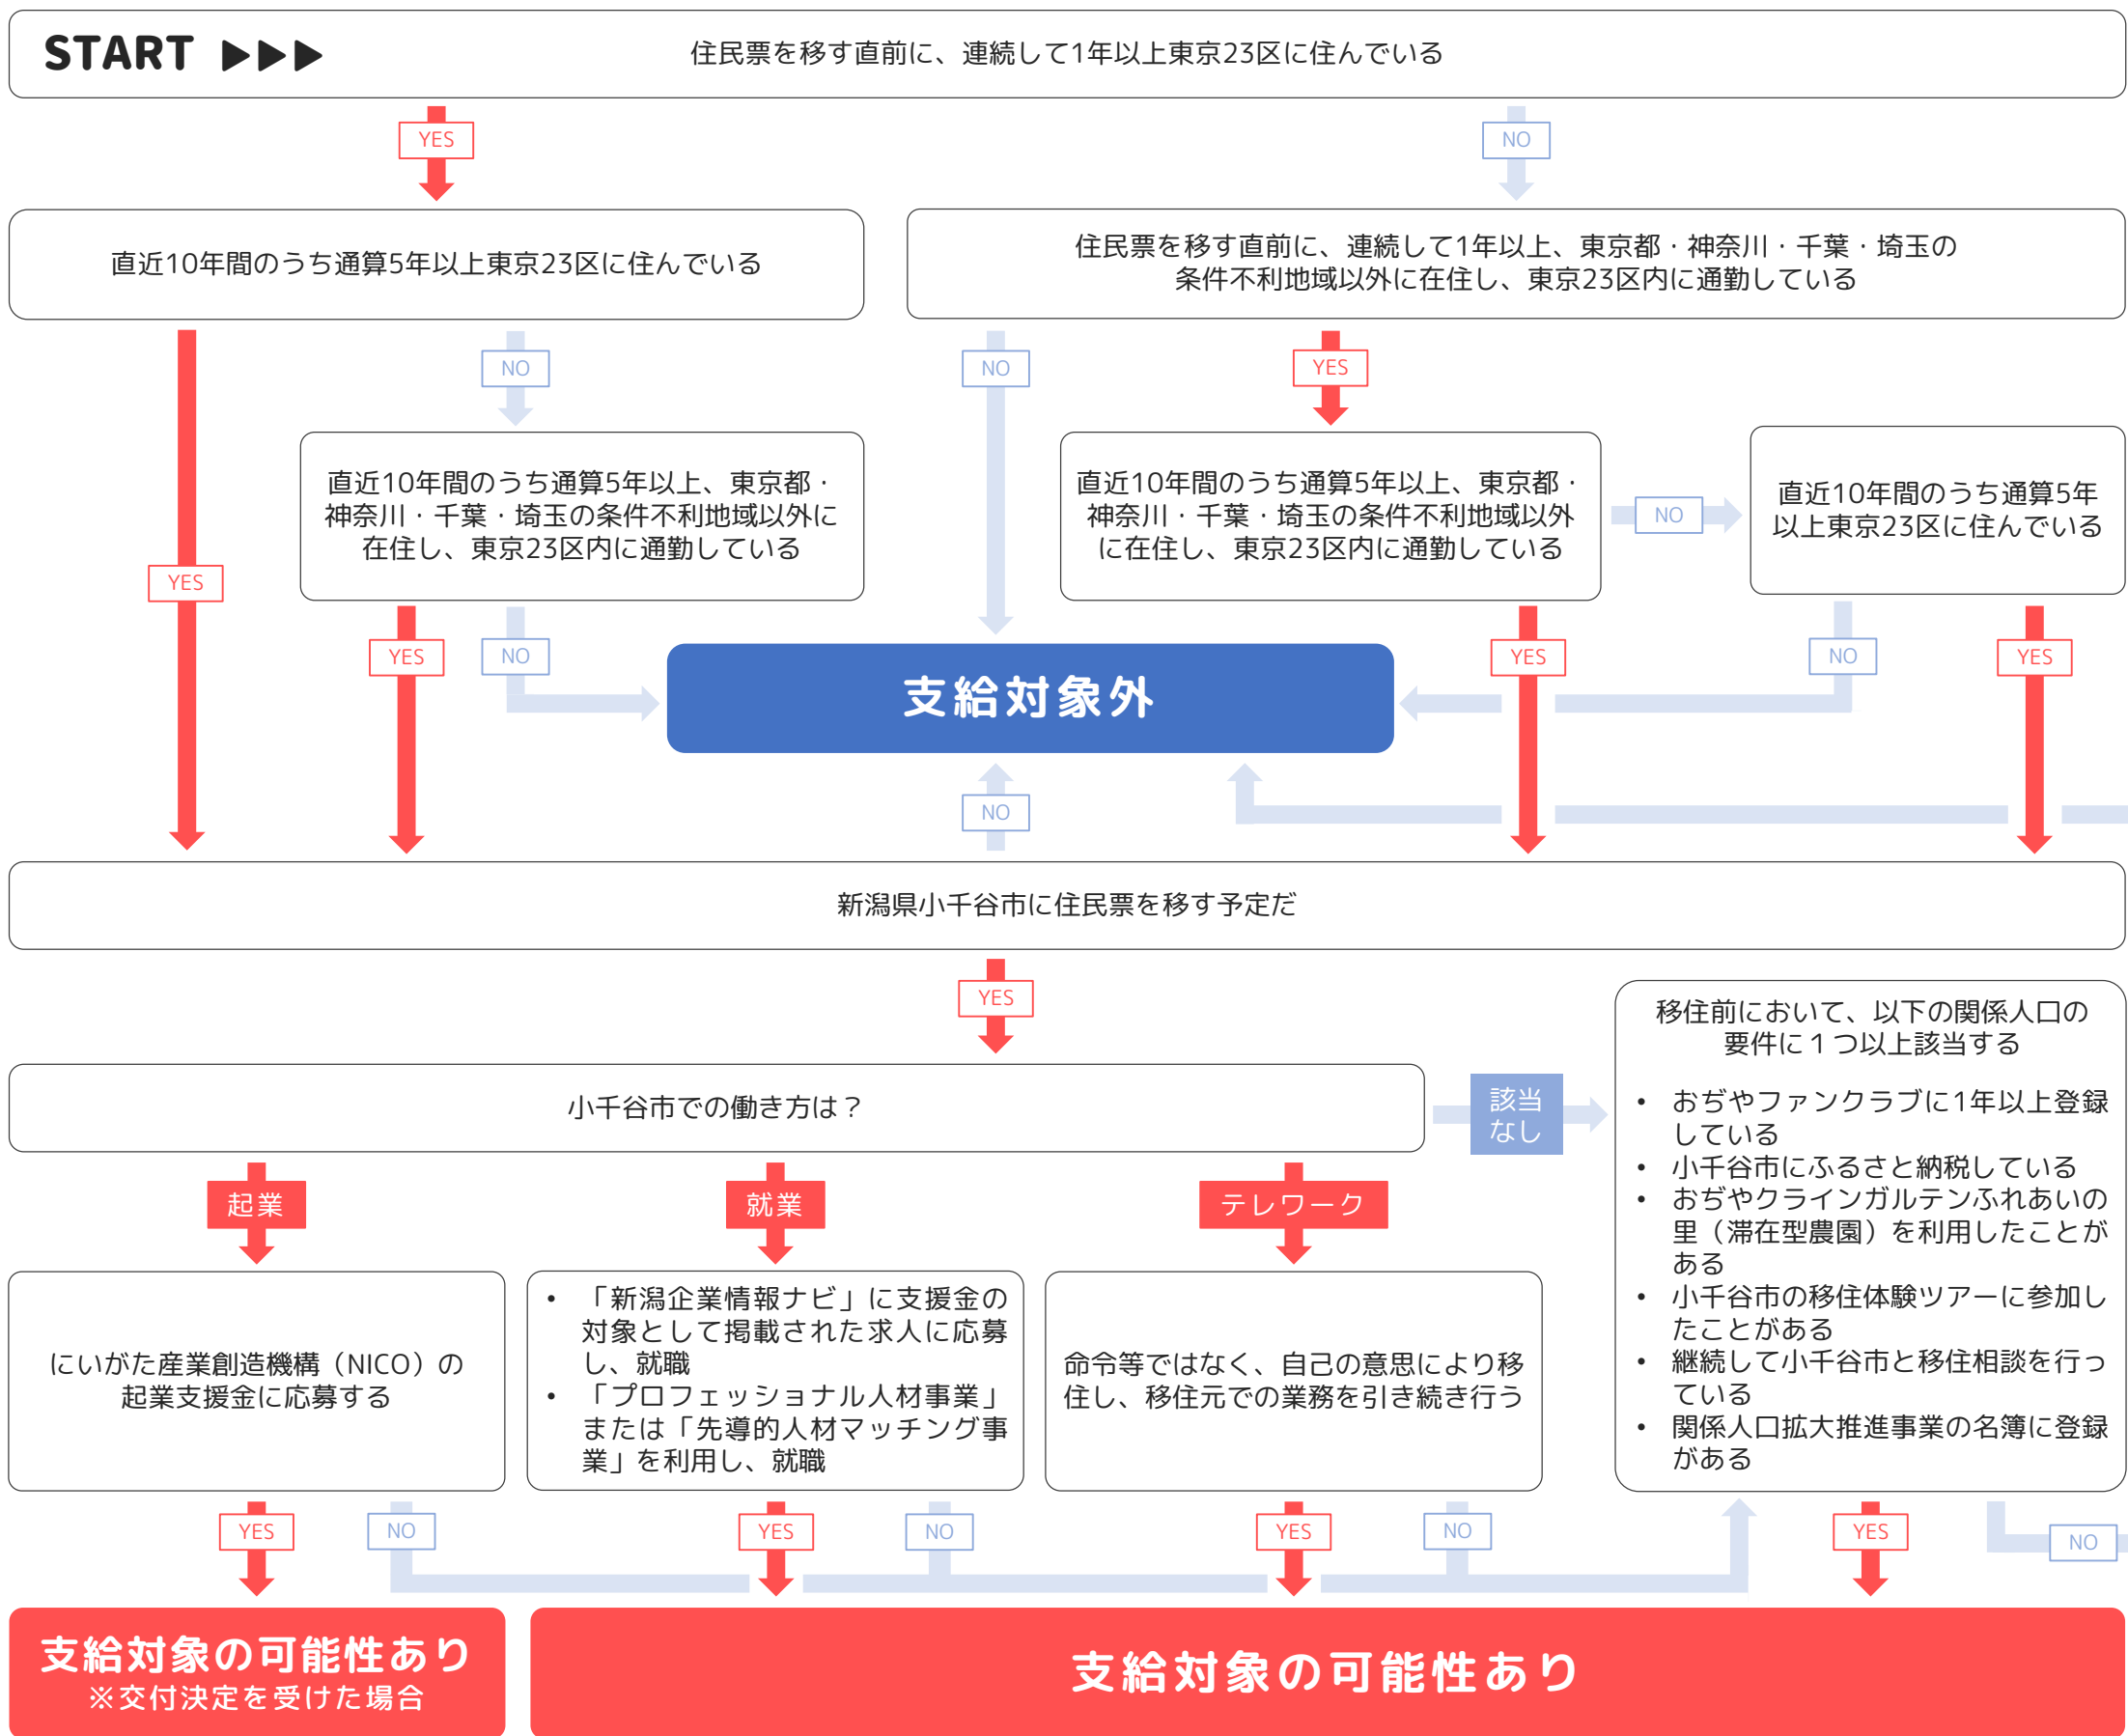 START ▶▶▶
住民票を移す直前に、連続して1年以上東京23区に住んでいる
YES
NO
直近10年間のうち通算5年以上東京23区に住んでいる
住民票を移す直前に、連続して1年以上、東京都・神奈川・千葉・埼玉の
条件不利地域以外に在住し、東京23区内に通勤している
NO
NO
YES
直近10年間のうち通算5年以上、東京都・
神奈川・千葉・埼玉の条件不利地域以外に
在住し、東京23区内に通勤している
直近10年間のうち通算5年以上、東京都・
神奈川・千葉・埼玉の条件不利地域以外
に在住し、東京23区内に通勤している
NO
直近10年間のうち通算5年
以上東京23区に住んでいる
YES
YES
NO
YES
NO
YES
支給対象外
NO
新潟県小千谷市に住民票を移す予定だ
YES
小千谷市での働き方は？
該当
なし
移住前において、以下の関係人口の
要件に１つ以上該当する
• おぢやファンクラブに1年以上登録
している
• 小千谷市にふるさと納税している
• おぢやクラインガルテンふれあいの
里（滞在型農園）を利用したことが
ある
• 小千谷市の移住体験ツアーに参加し
たことがある
• 継続して小千谷市と移住相談を行っ
ている
• 関係人口拡大推進事業の名簿に登録
がある
起業
就業
テレワーク
にいがた産業創造機構（NICO）の
起業支援金に応募する
• 「新潟企業情報ナビ」に支援金の
対象として掲載された求人に応募
し、就職
• 「プロフェッショナル人材事業」
または「先導的人材マッチング事
業」を利用し、就職
命令等ではなく、自己の意思により移
住し、移住元での業務を引き続き行う
YES
NO
YES
NO
YES
NO
YES
NO
支給対象の可能性あり
※交付決定を受けた場合
支給対象の可能性あり